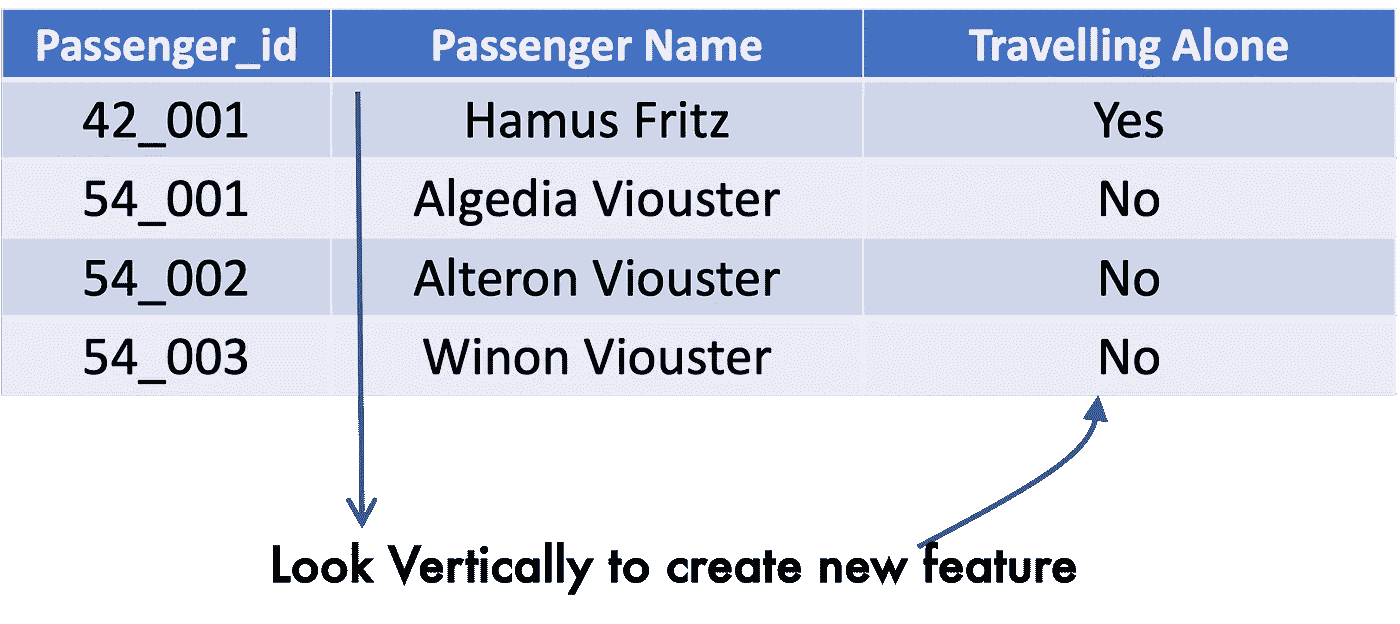 Passenger_id Passenger Name Travelling Alone
42_001 Hamus Fritz Yes
54_001 Algedia Viouster No
54_002 Alteron Viouster No
54_003 Winon Viouster No
Look Vertically to create new feature